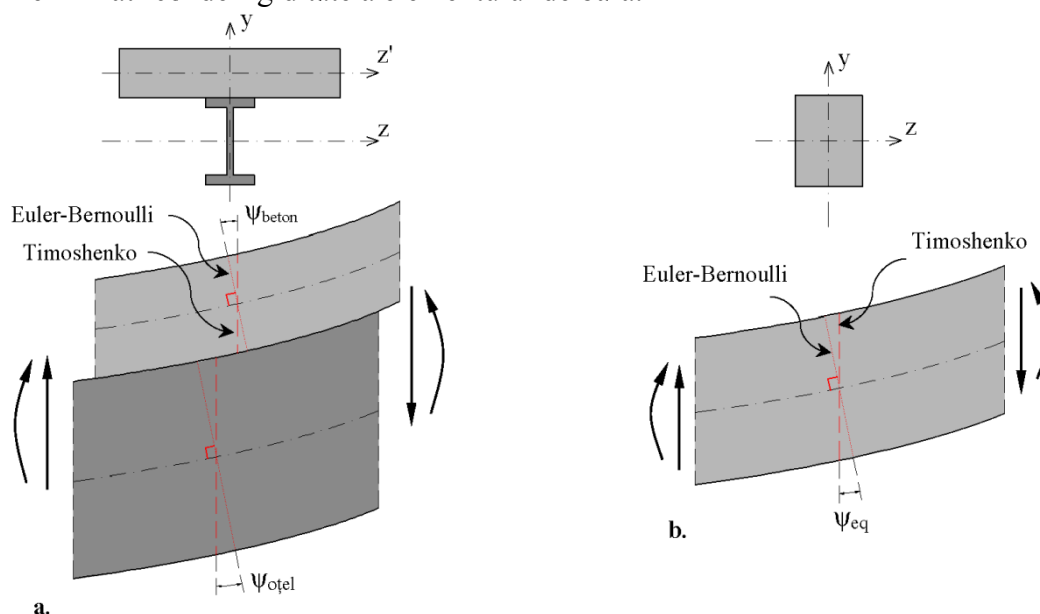 y
z'
z
Euler-Bernoulli
Timoshenko
Ψbeton
Ψoțel
a.
y
z
Timoshenko
Euler-Bernoulli
Ψeq
b.